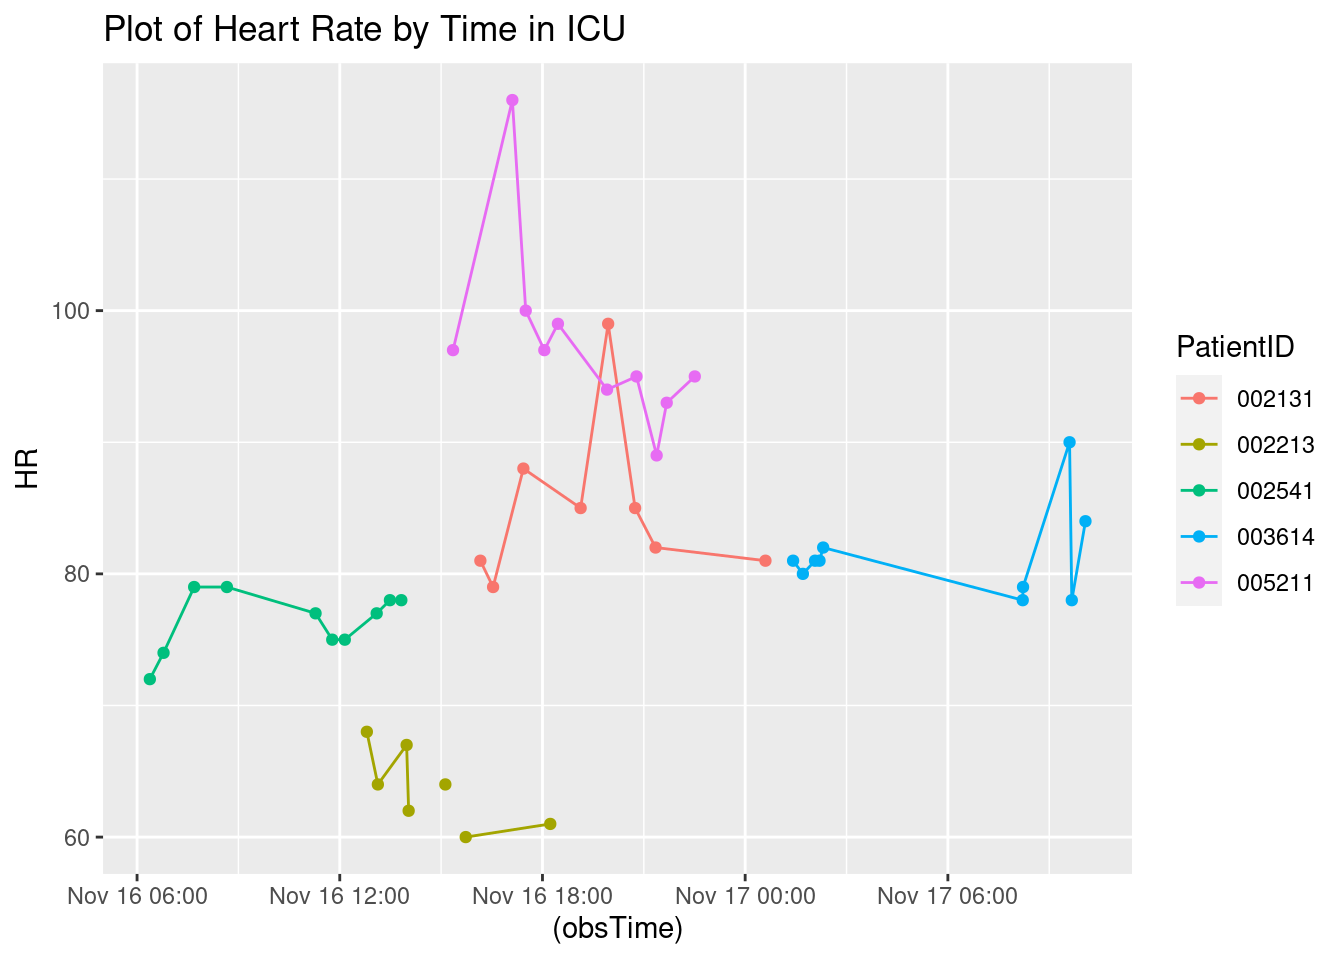 Plot of Heart Rate by Time in ICU
HR
100
80
60
Nov 16 06:00 Nov 16 12:00 Nov 16 18:00 Nov 17 00:00 Nov 17 06:00
(obsTime)
PatientID
002131
002213
002541
003614
005211